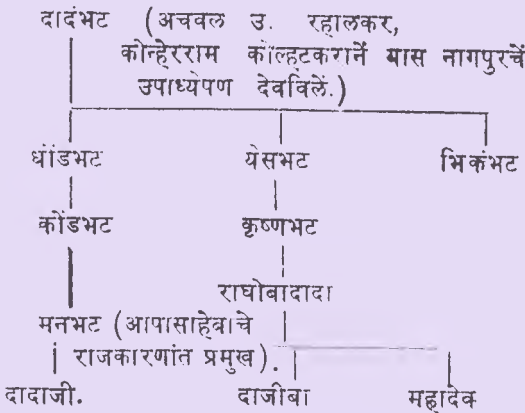 दादंभट (अचवल उ. रहालकर,
कोन्हेरराम कोल्हटकरानें यास नागपुरचें
उपाध्येपण देवविलें.)
धोंडभट येसभट भिकंभट
कोंडभट कृष्णभट
राघोबादादा
मनभट (आपासाहेबाचे
राजकारणांत प्रमुख).
दादाजी. दाजीबा महादेव